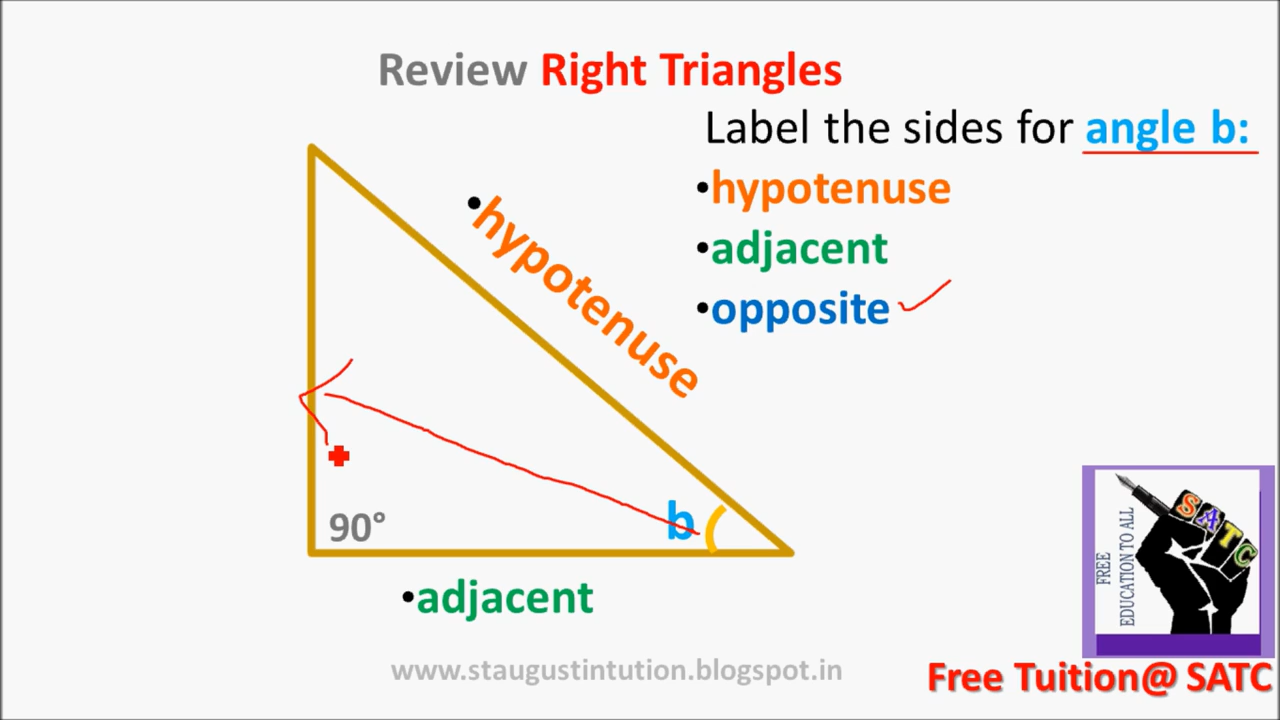 Review Right Triangles
Label the sides for angle b:
•hypotenuse
•adjacent
•opposite
•hypotenuse
90°
b
•adjacent
www.staugustintution.blogspot.in
FREE
EDUCATION TO ALL
SATC
Free Tuition@ SATC